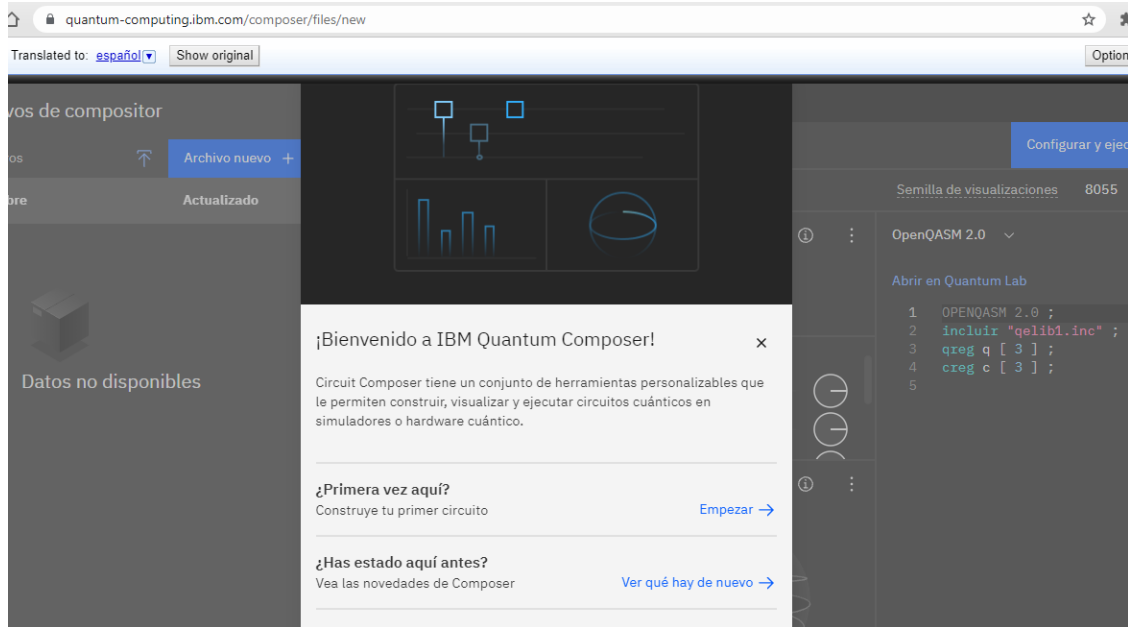 quantum-computing.ibm.com/composer/files/new
Translated to: español Show original Option
vos de compositor
os Archivo nuevo +
bre Actualizado
Datos no disponibles
¡Bienvenido a IBM Quantum Composer!
Circuit Composer tiene un conjunto de herramientas personalizables que
le permiten construir, visualizar y ejecutar circuitos cuánticos en
simuladores o hardware cuántico.
¿Primera vez aquí?
Construye tu primer circuito Empezar →
¿Has estado aquí antes?
Vea las novedades de Composer Ver qué hay de nuevo →
Configurar y ejec
Semilla de visualizaciones 8055
OpenQASM 2.0
Abrir en Quantum Lab
1 OPENQASM 2.0 ;
2 incluir "qelib1.inc" ;
3 qreg q [ 3 ] ;
4 creg c [ 3 ] ;
5